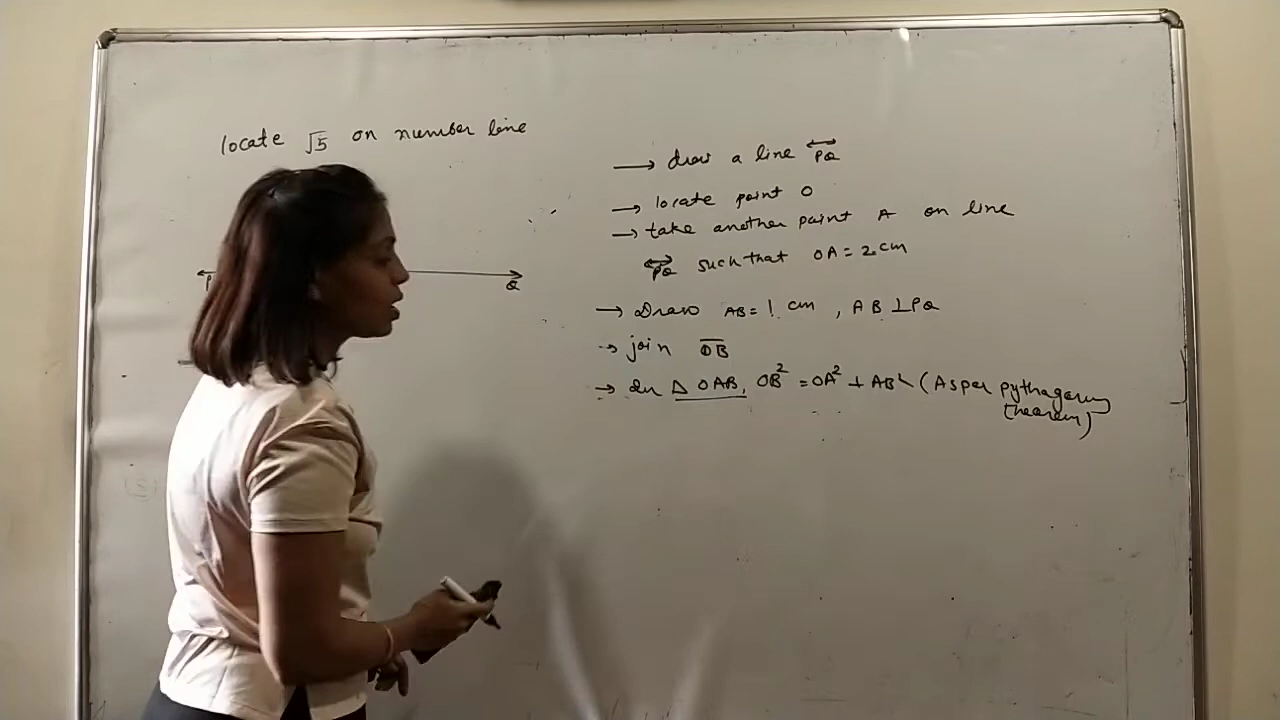 locate √5 on number line
P Q
→ draw a line PQ
→ locate point O
→ take another point A on line
PQ such that OA = 2 cm
→ Draw AB = 1 cm, AB ⊥ PQ
→ join OB
→ In △ OAB, OB² = OA² + AB² (As per pythagorus
theorem)